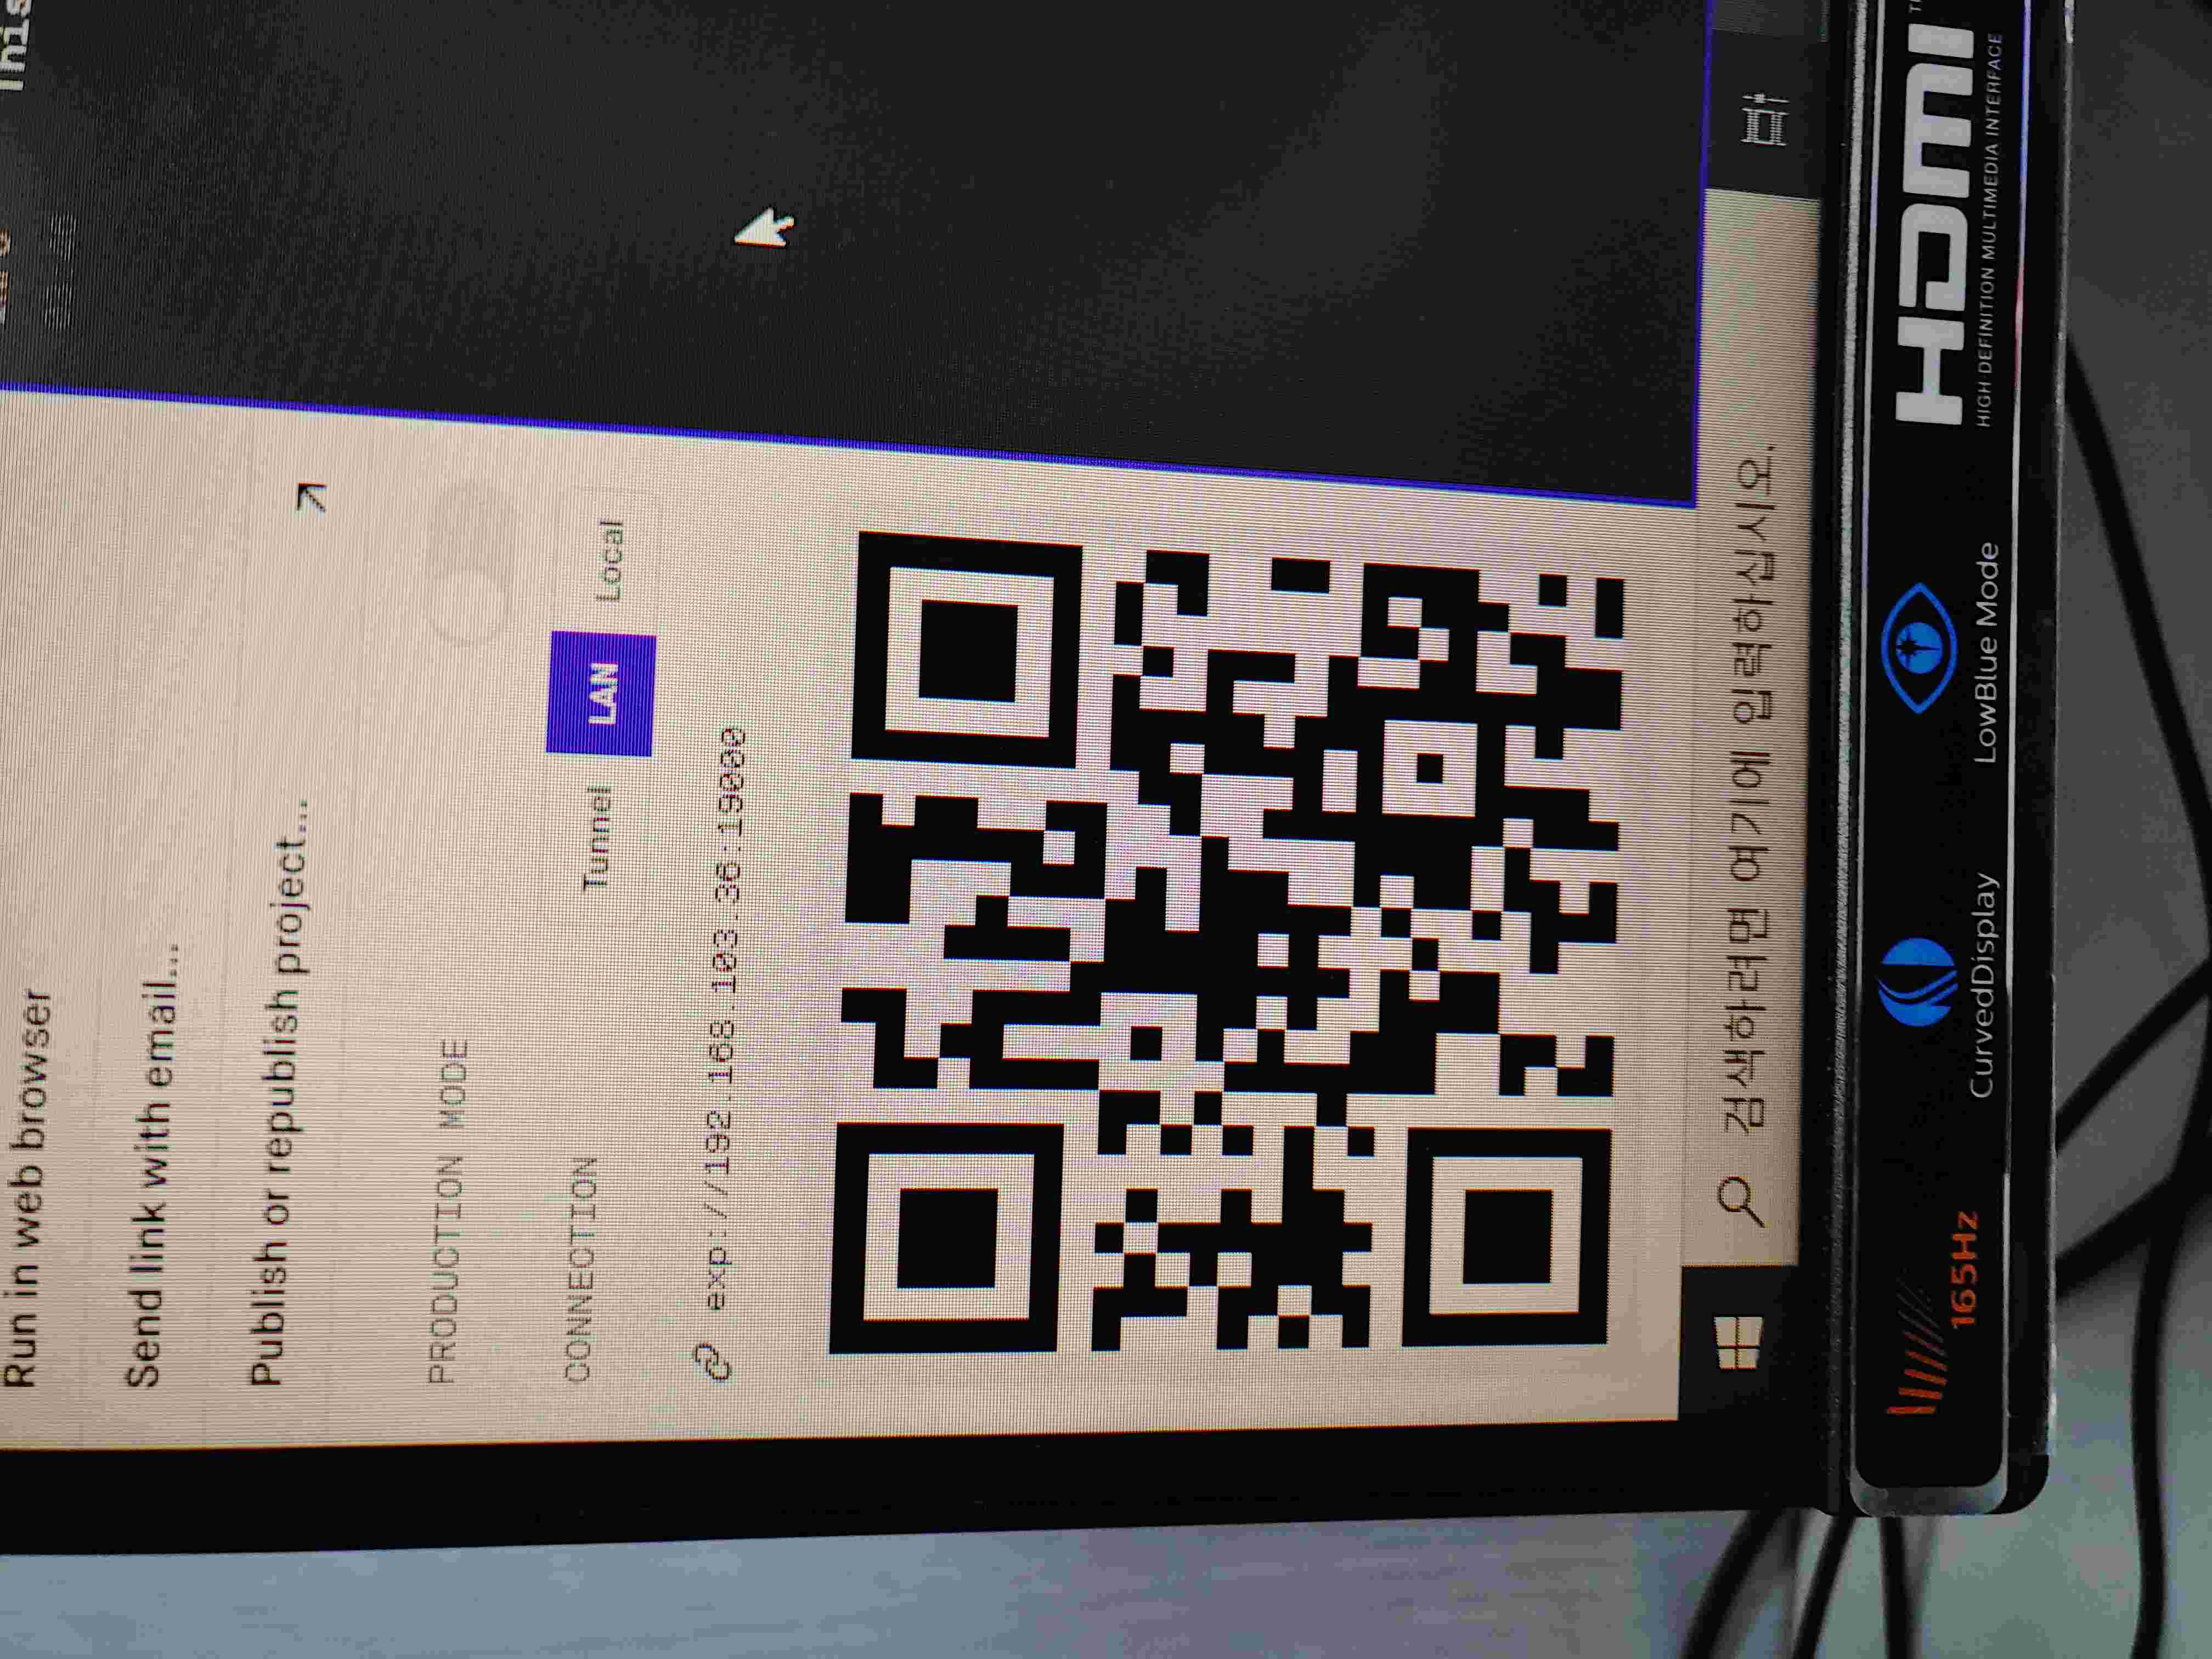 Run in web browser
This
Send link with email...
Publish or republish project...
PRODUCTION MODE
CONNECTION
Tunnel LAN Local
exp://192.168.103.36:19000
검색하려면 여기에 입력하십시오.
165Hz
CurvedDisplay
LowBlue Mode
HDMI
HIGH DEFINITION MULTIMEDIA INTERFACE